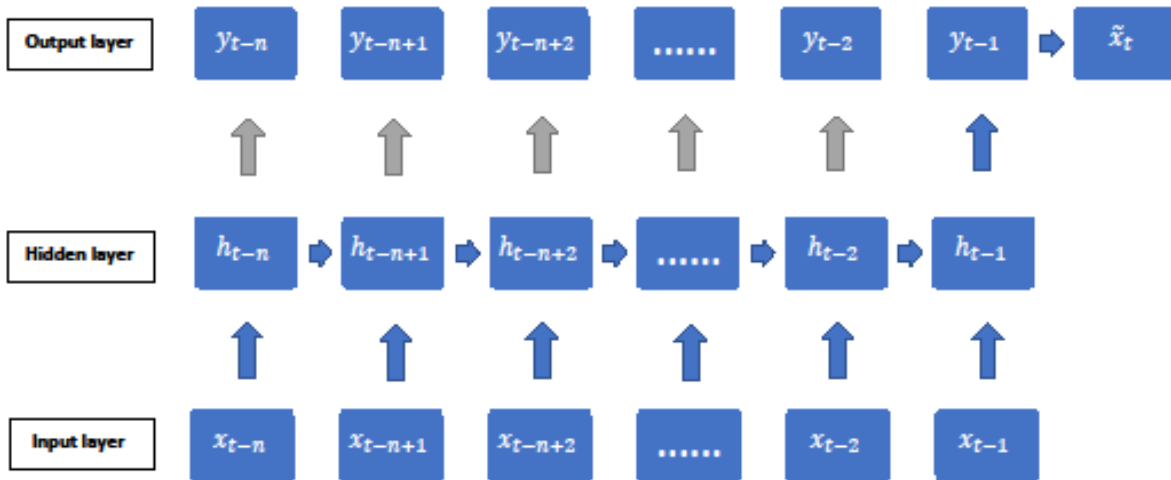 Output layer y_{t-n} y_{t-n+1} y_{t-n+2} ...... y_{t-2} y_{t-1} x̃_t
Hidden layer h_{t-n} h_{t-n+1} h_{t-n+2} ...... h_{t-2} h_{t-1}
Input layer x_{t-n} x_{t-n+1} x_{t-n+2} ...... x_{t-2} x_{t-1}